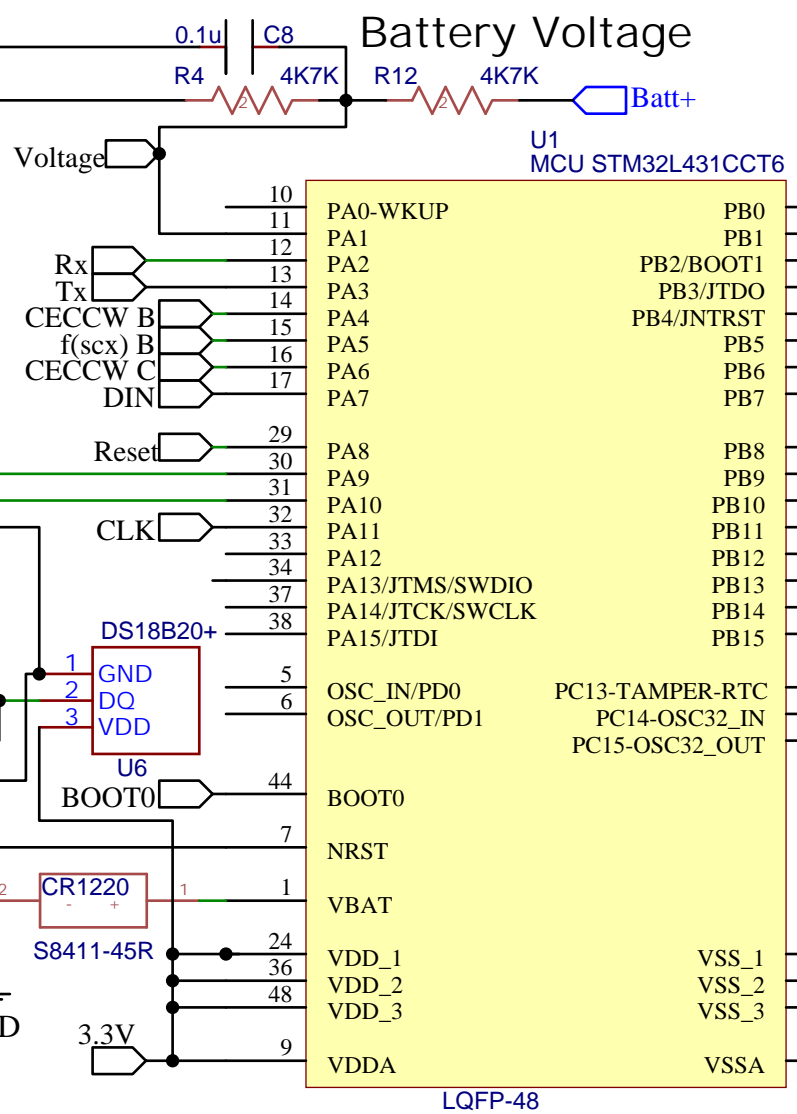 Battery Voltage
0.1u C8
R4 2 4K7K R12 2 4K7K
Batt+
Voltage
U1
MCU STM32L431CCT6
10 PA0-WKUP PB0
11 PA1 PB1
Rx 12 PA2 PB2/BOOT1
Tx 13 PA3 PB3/JTDO
CECCW B 14 PA4 PB4/JNTRST
f(scx) B 15 PA5 PB5
CECCW C 16 PA6 PB6
DIN 17 PA7 PB7
Reset 29 PA8 PB8
30 PA9 PB9
31 PA10 PB10
CLK 32 PA11 PB11
33 PA12 PB12
34 PA13/JTMS/SWDIO PB13
37 PA14/JTCK/SWCLK PB14
38 PA15/JTDI PB15
DS18B20+
1 GND
2 DQ
3 VDD
U6
5 OSC_IN/PD0 PC13-TAMPER-RTC
6 OSC_OUT/PD1 PC14-OSC32_IN
PC15-OSC32_OUT
BOOT0 44 BOOT0
7 NRST
2 CR1220 1
- +
S8411-45R
1 VBAT
24 VDD_1 VSS_1
36 VDD_2 VSS_2
48 VDD_3 VSS_3
D
3.3V 9 VDDA VSSA
LQFP-48